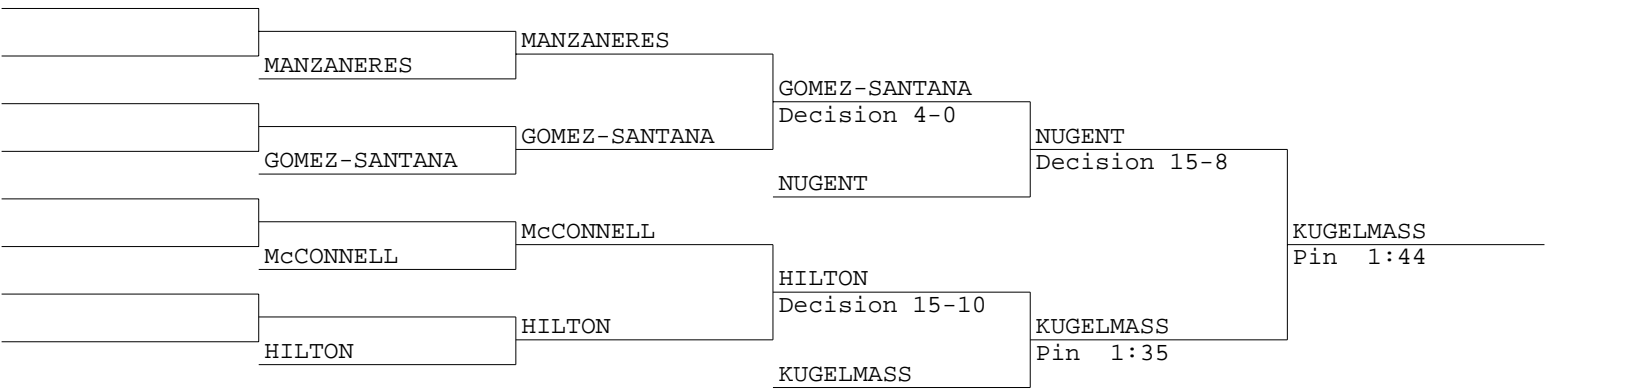 MANZANERES
MANZANERES
GOMEZ-SANTANA
Decision 4-0
GOMEZ-SANTANA
GOMEZ-SANTANA
NUGENT
Decision 15-8
NUGENT
McCONNELL
McCONNELL
KUGELMASS
Pin 1:44
HILTON
Decision 15-10
HILTON
HILTON
KUGELMASS
Pin 1:35
KUGELMASS